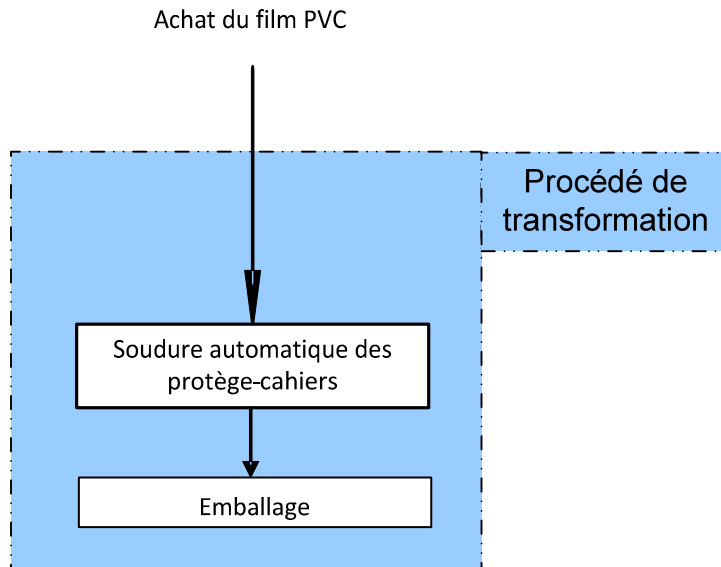 Achat du film PVC
Procédé de
transformation
Soudure automatique des
protège-cahiers
Emballage